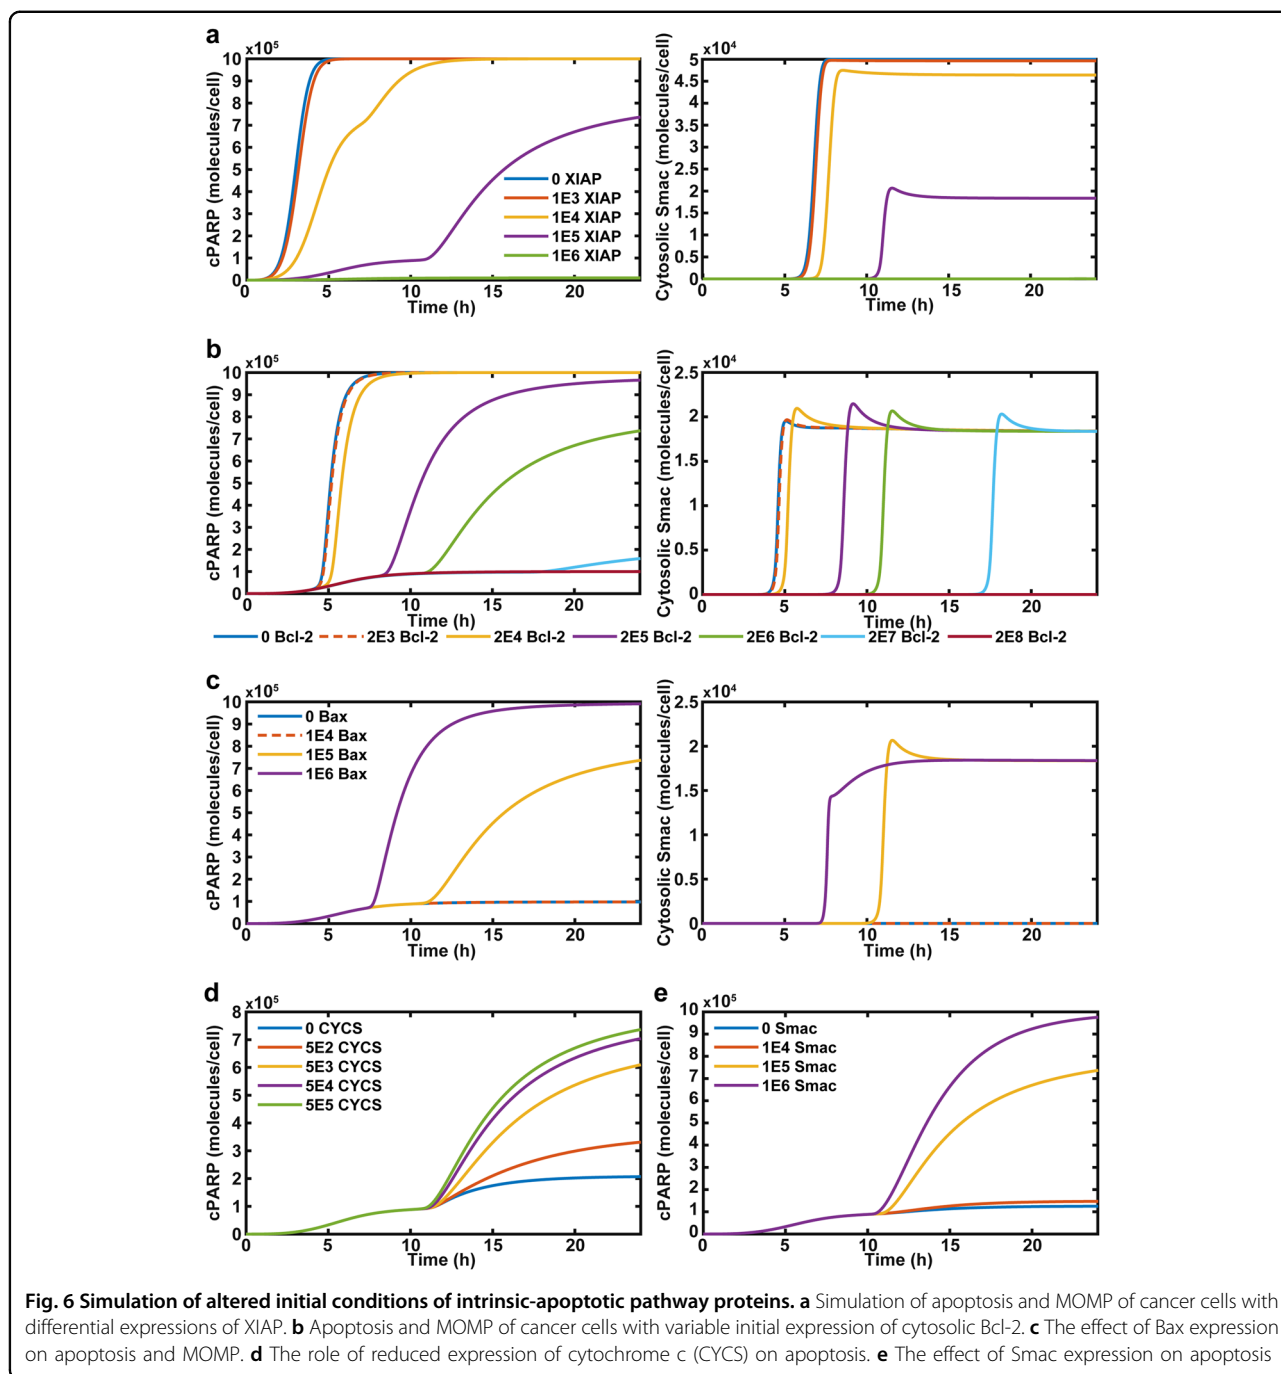 a
x10⁵
cPARP (molecules/cell)
10
9
8
7
6
5
4
3
2
1
0
0 XIAP
1E3 XIAP
1E4 XIAP
1E5 XIAP
1E6 XIAP
0 5 10 15 20
Time (h)
x10⁴
Cytosolic Smac (molecules/cell)
5
4.5
4
3.5
3
2.5
2
1.5
1
0.5
0
0 5 10 15 20
Time (h)
b
x10⁵
cPARP (molecules/cell)
10
9
8
7
6
5
4
3
2
1
0
0 5 10 15 20
Time (h)
x10⁴
Cytosolic Smac (molecules/cell)
2.5
2
1.5
1
0.5
0
0 5 10 15 20
Time (h)
0 Bcl-2 2E3 Bcl-2 2E4 Bcl-2 2E5 Bcl-2 2E6 Bcl-2 2E7 Bcl-2 2E8 Bcl-2
c
x10⁵
cPARP (molecules/cell)
10
9
8
7
6
5
4
3
2
1
0
0 Bax
1E4 Bax
1E5 Bax
1E6 Bax
0 5 10 15 20
Time (h)
x10⁴
Cytosolic Smac (molecules/cell)
2.5
2
1.5
1
0.5
0
0 5 10 15 20
Time (h)
d
x10⁵
cPARP (molecules/cell)
8
7
6
5
4
3
2
1
0
0 CYCS
5E2 CYCS
5E3 CYCS
5E4 CYCS
5E5 CYCS
0 5 10 15 20
Time (h)
e
x10⁵
cPARP (molecules/cell)
10
9
8
7
6
5
4
3
2
1
0
0 Smac
1E4 Smac
1E5 Smac
1E6 Smac
0 5 10 15 20
Time (h)
Fig. 6 Simulation of altered initial conditions of intrinsic-apoptotic pathway proteins. a Simulation of apoptosis and MOMP of cancer cells with
differential expressions of XIAP. b Apoptosis and MOMP of cancer cells with variable initial expression of cytosolic Bcl-2. c The effect of Bax expression
on apoptosis and MOMP. d The role of reduced expression of cytochrome c (CYCS) on apoptosis. e The effect of Smac expression on apoptosis